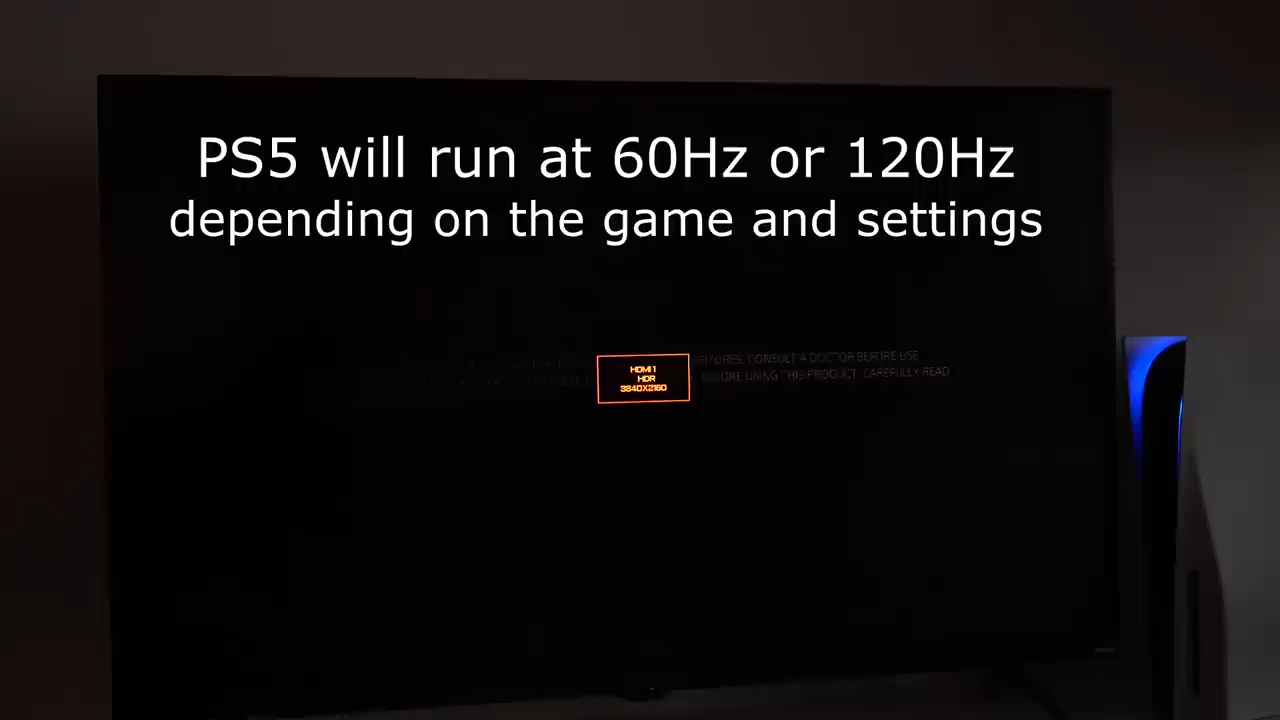 PS5 will run at 60Hz or 120Hz
depending on the game and settings
CONSULT A DOCTOR BEFORE USE
HDMI 1
USING THIS PRODUCT. CAREFULLY READ
HDR
3840X2160